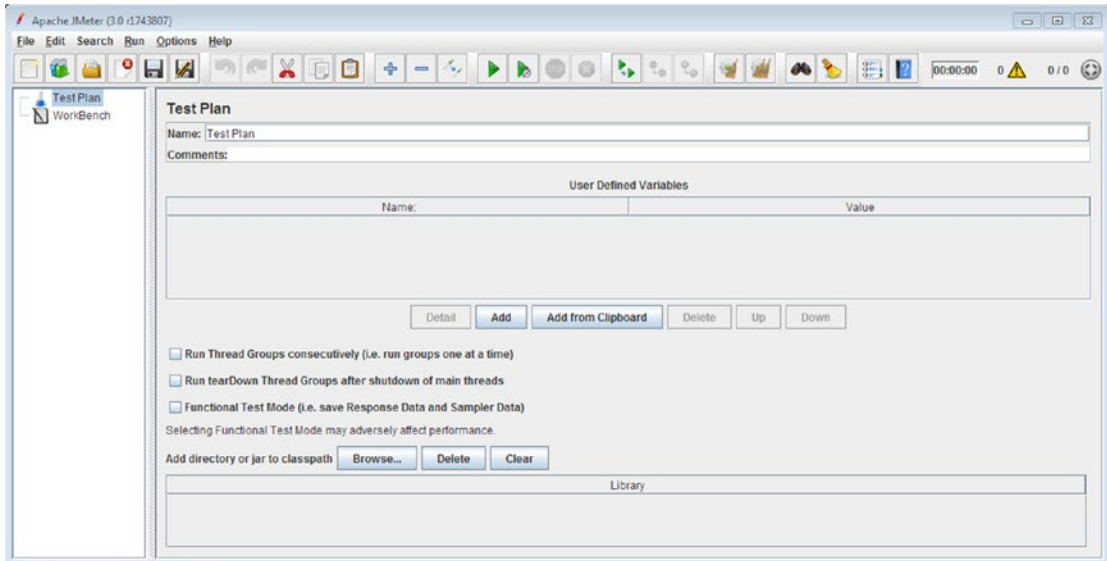 Apache JMeter (3.0 r1743807)
File Edit Search Run Options Help
00:00:00 0 0 / 0
Test Plan
WorkBench
Test Plan
Name: Test Plan
Comments:
User Defined Variables
Name: Value
Detail Add Add from Clipboard Delete Up Down
Run Thread Groups consecutively (i.e. run groups one at a time)
Run tearDown Thread Groups after shutdown of main threads
Functional Test Mode (i.e. save Response Data and Sampler Data)
Selecting Functional Test Mode may adversely affect performance.
Add directory or jar to classpath Browse... Delete Clear
Library